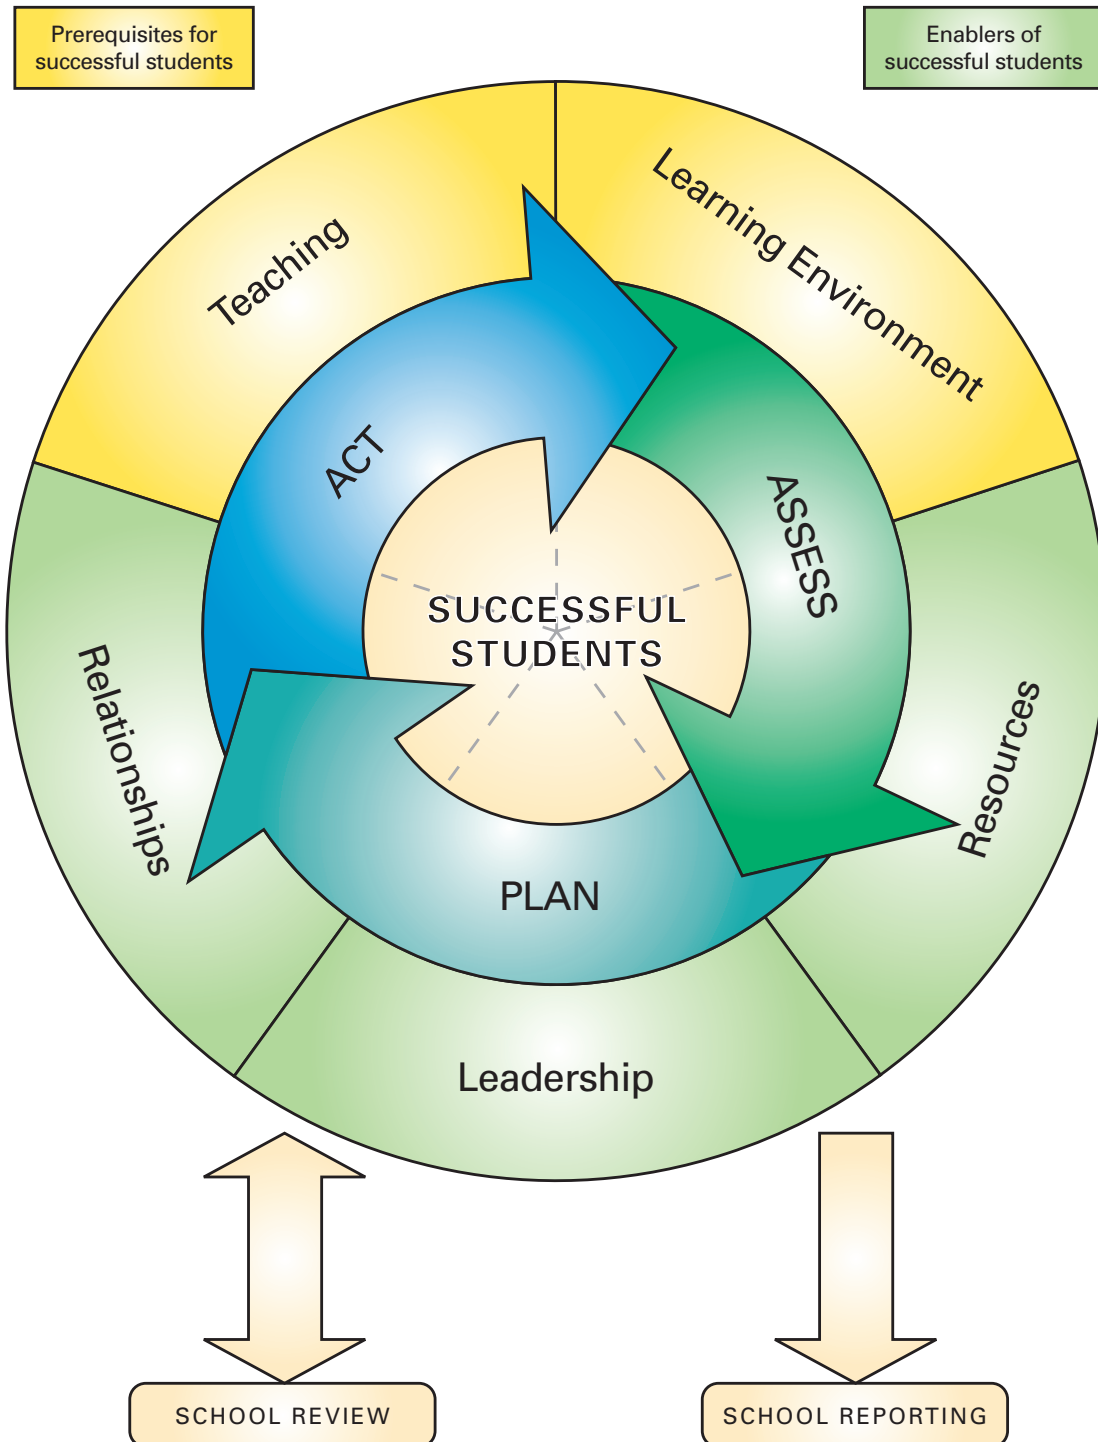 Prerequisites for
successful students
Enablers of
successful students
Teaching
Learning Environment
ACT
ASSESS
SUCCESSFUL
STUDENTS
Relationships
Resources
PLAN
Leadership
SCHOOL REVIEW
SCHOOL REPORTING